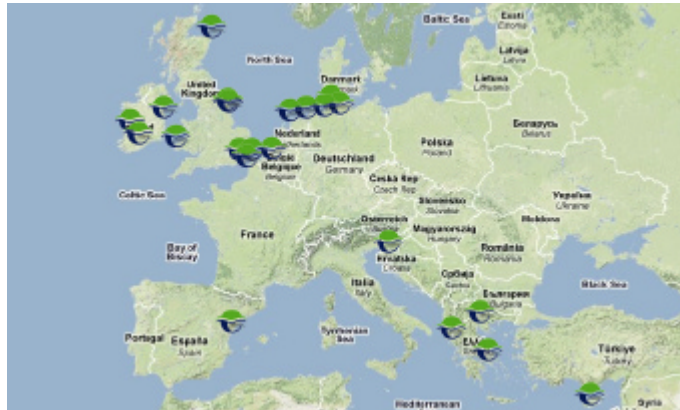 Baltic Sea
Eesti
Estonia
Latvija
Latvia
North Sea
Danmark
Lietuva
Lithuania
United
Kingdom
Беларусь
Belarus
Nederland
Netherlands
Polska
Poland
België
Belgique
Belgium
Deutschland
Germany
Česká Rep
Czech Rep
Celtic Sea
Slovensko
Slovakia
Україна
Ukraine
Österreich
Magyarország
Hungary
Moldova
France
Bay of
Biscay
Hrvatska
Croatia
România
Romania
Србија
Serbia
Italia
Italy
България
Bulgaria
Black Sea
Portugal
España
Spain
Tyrrhenian
Sea
Türkiye
Turkey
Mediterranean
Syria